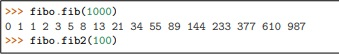 >>> fibo.fib(1000)
0 1 1 2 3 5 8 13 21 34 55 89 144 233 377 610 987
>>> fibo.fib2(100)